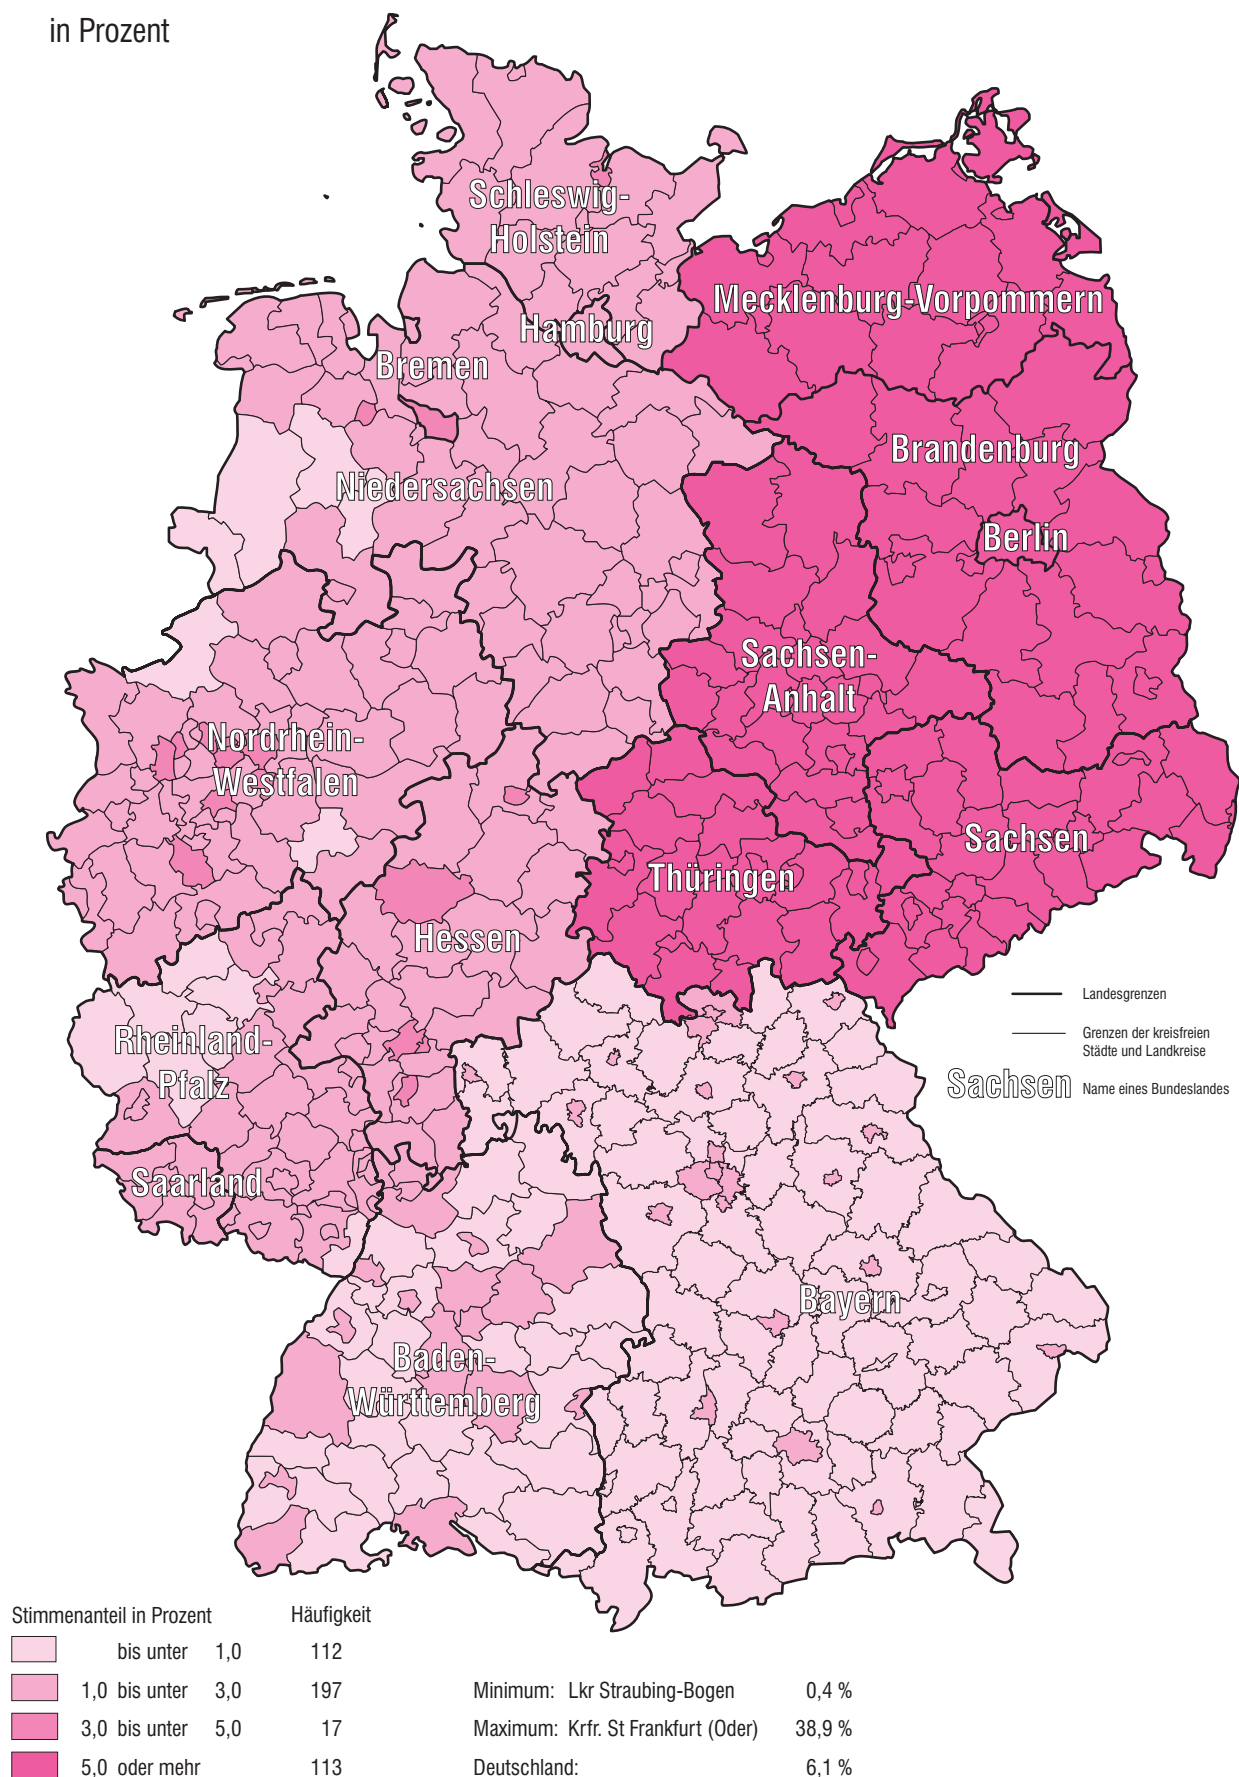 in Prozent
Schleswig-
Holstein
Mecklenburg-Vorpommern
Hamburg
Bremen
Brandenburg
Niedersachsen
Berlin
Sachsen-
Anhalt
Nordrhein-
Westfalen
Sachsen
Thüringen
Hessen
Landesgrenzen
Grenzen der kreisfreien
Städte und Landkreise
Rheinland-
Pfalz
Sachsen Name eines Bundeslandes
Saarland
Bayern
Baden-
Württemberg
Stimmenanteil in Prozent Häufigkeit
bis unter 1,0 112
1,0 bis unter 3,0 197 Minimum: Lkr Straubing-Bogen 0,4 %
3,0 bis unter 5,0 17 Maximum: Krfr. St Frankfurt (Oder) 38,9 %
5,0 oder mehr 113 Deutschland: 6,1 %